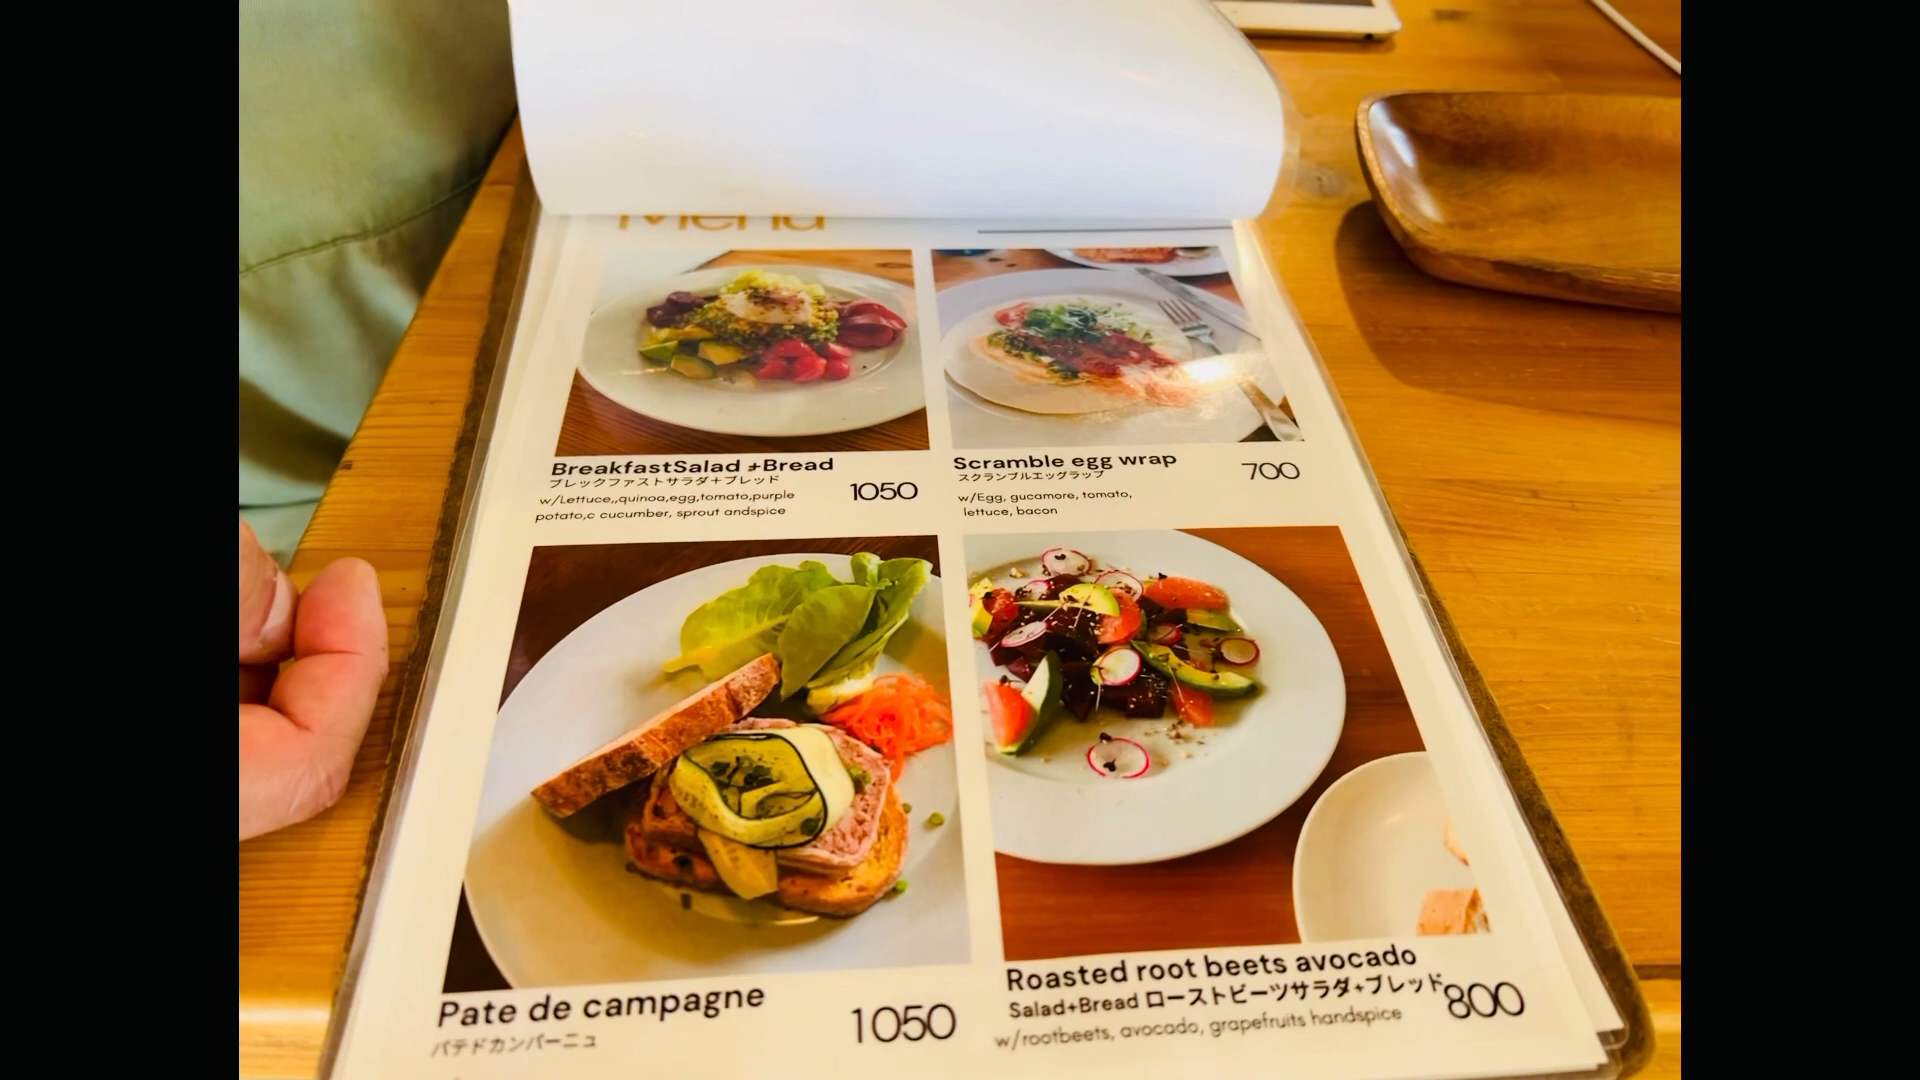 Menu
BreakfastSalad +Bread
ブレックファストサラダ+ブレッド
w/Lettuce,,quinoa,egg,tomato,purple
potato,c cucumber, sprout andspice
1050
Scramble egg wrap
スクランブルエッグラップ
w/Egg, gucamore, tomato,
lettuce, bacon
700
Pate de campagne
パテドカンパーニュ
1050
Roasted root beets avocado
Salad+Bread ローストビーツサラダ+ブレッド
w/rootbeets, avocado, grapefruits handspice
800